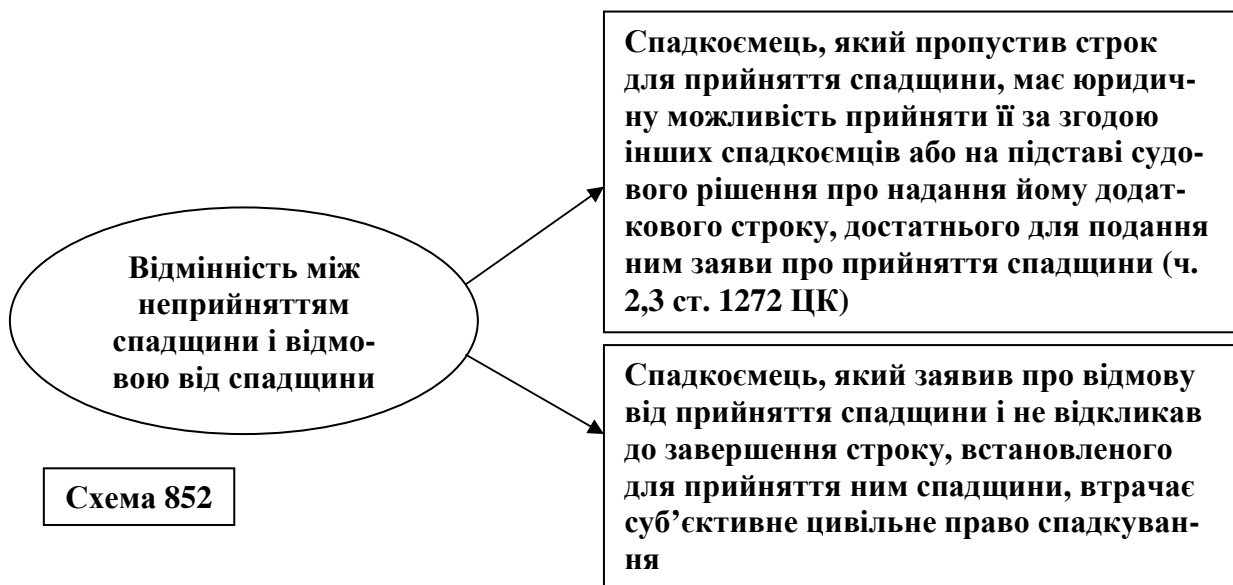 Відмінність між
неприйняттям
спадщини і відмо-
вою від спадщини
Спадкоємець, який пропустив строк
для прийняття спадщини, має юридич-
ну можливість прийняти її за згодою
інших спадкоємців або на підставі судо-
вого рішення про надання йому додат-
кового строку, достатнього для подання
ним заяви про прийняття спадщини (ч.
2,3 ст. 1272 ЦК)
Спадкоємець, який заявив про відмову
від прийняття спадщини і не відкликав
до завершення строку, встановленого
для прийняття ним спадщини, втрачає
суб’єктивне цивільне право спадкуван-
ня
Схема 852